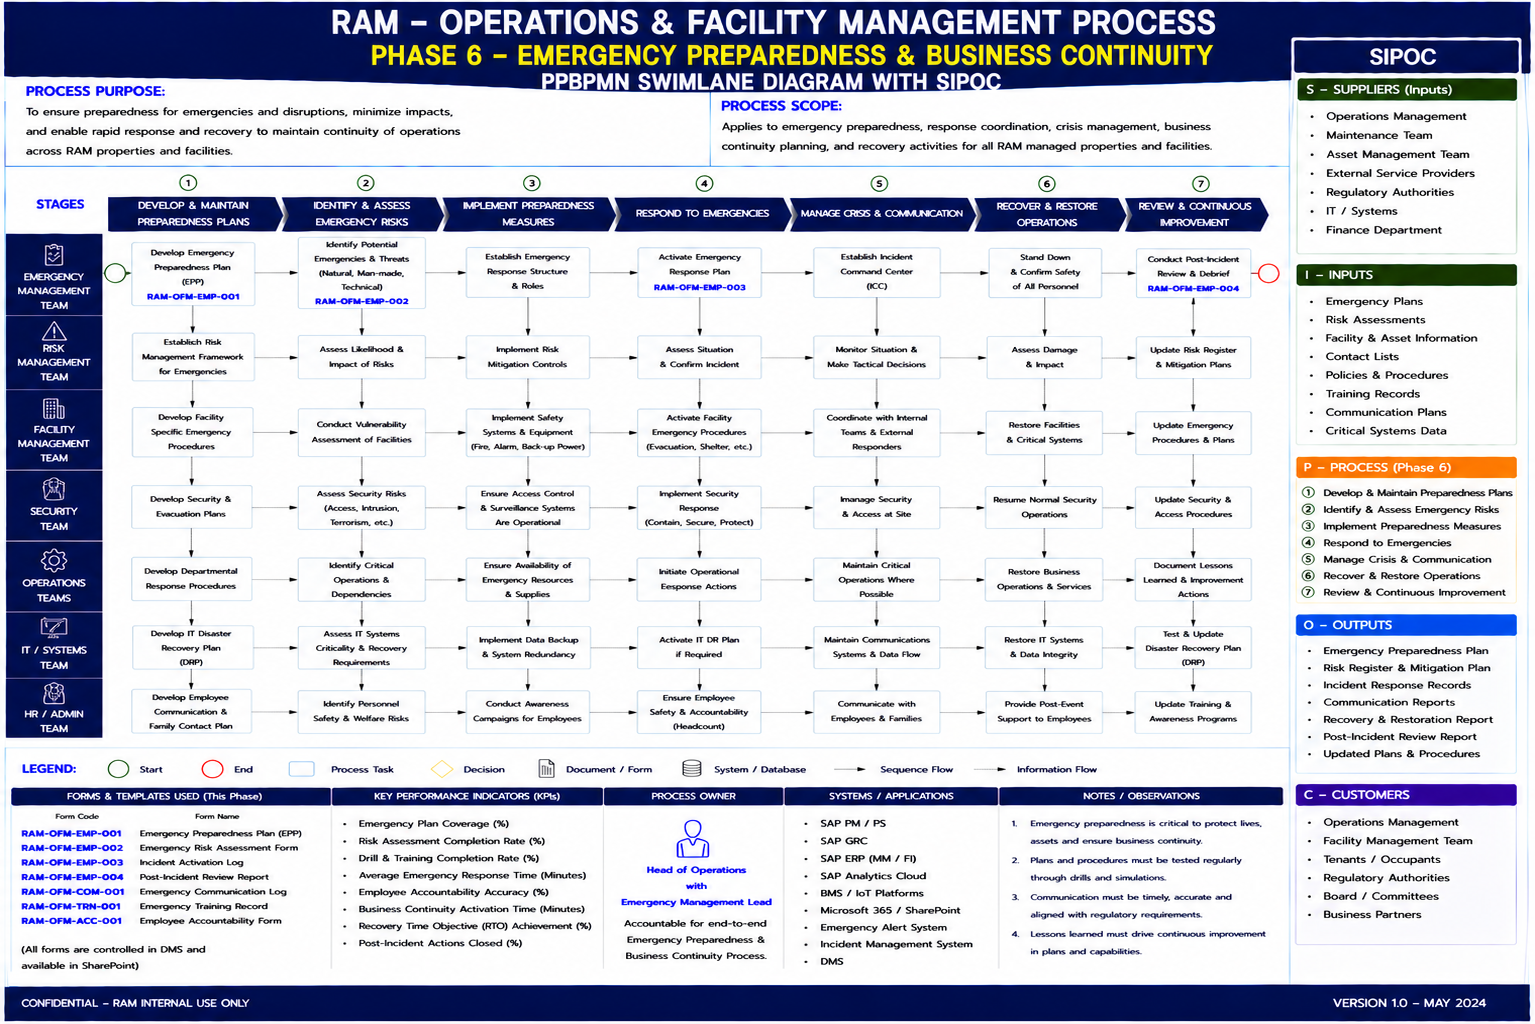 RAM – OPERATIONS & FACILITY MANAGEMENT PROCESS
PHASE 6 – EMERGENCY PREPAREDNESS & BUSINESS CONTINUITY
PPBPMN SWIMLANE DIAGRAM WITH SIPOC
PROCESS PURPOSE:
To ensure preparedness for emergencies and disruptions, minimize impacts,
and enable rapid response and recovery to maintain continuity of operations
across RAM properties and facilities.
PROCESS SCOPE:
Applies to emergency preparedness, response coordination, crisis management, business
continuity planning, and recovery activities for all RAM managed properties and facilities.
STAGES
1
DEVELOP & MAINTAIN
PREPAREDNESS PLANS
2
IDENTIFY & ASSESS
EMERGENCY RISKS
3
IMPLEMENT PREPAREDNESS
MEASURES
4
RESPOND TO EMERGENCIES
5
MANAGE CRISIS & COMMUNICATION
6
RECOVER & RESTORE
OPERATIONS
7
REVIEW & CONTINUOUS
IMPROVEMENT
EMERGENCY
MANAGEMENT
TEAM
Develop Emergency
Preparedness Plan
(EPP)
RAM-OFM-EMP-001
Identify Potential
Emergencies & Threats
(Natural, Man-made,
Technical)
RAM-OFM-EMP-002
Establish Emergency
Response Structure
& Roles
Activate Emergency
Response Plan
RAM-OFM-EMP-003
Establish Incident
Command Center
(ICC)
Stand Down
& Confirm Safety
of All Personnel
Conduct Post-Incident
Review & Debrief
RAM-OFM-EMP-004
RISK
MANAGEMENT
TEAM
Establish Risk
Management Framework
for Emergencies
Assess Likelihood &
Impact of Risks
Implement Risk
Mitigation Controls
Assess Situation
& Confirm Incident
Monitor Situation &
Make Tactical Decisions
Assess Damage
& Impact
Update Risk Register
& Mitigation Plans
FACILITY
MANAGEMENT
TEAM
Develop Facility
Specific Emergency
Procedures
Conduct Vulnerability
Assessment of Facilities
Implement Safety
Systems & Equipment
(Fire, Alarm, Back-up Power)
Activate Facility
Emergency Procedures
(Evacuation, Shelter, etc.)
Coordinate with Internal
Teams & External
Responders
Restore Facilities
& Critical Systems
Update Emergency
Procedures & Plans
SECURITY
TEAM
Develop Security &
Evacuation Plans
Assess Security Risks
(Access, Intrusion,
Terrorism, etc.)
Ensure Access Control
& Surveillance Systems
Are Operational
Implement Security
Response
(Contain, Secure, Protect)
Imanage Security
& Access at Site
Resume Normal Security
Operations
Update Security &
Access Procedures
OPERATIONS
TEAMS
Develop Departmental
Response Procedures
Identify Critical
Operations &
Dependencies
Ensure Availability of
Emergency Resources
& Supplies
Initiate Operational
Eesponse Actions
Maintain Critical
Operations Where
Possible
Restore Business
Operations & Services
Document Lessons
Learned & Improvement
Actions
IT / SYSTEMS
TEAM
Develop IT Disaster
Recovery Plan
(DRP)
Assess IT Systems
Criticality & Recovery
Requirements
Implement Data Backup
& System Redundancy
Activate IT DR Plan
if Required
Maintain Communications
Systems & Data Flow
Restore IT Systems
& Data Integrity
Test & Update
Disaster Recovery Plan
(DRP)
HR / ADMIN
TEAM
Develop Employee
Communication &
Family Contact Plan
Identify Personnel
Safety & Welfare Risks
Conduct Awareness
Campaigns for Employees
Ensure Employee
Safety & Accountability
(Headcount)
Communicate with
Employees & Families
Provide Post-Event
Support to Employees
Update Training &
Awareness Programs
LEGEND:
Start
End
Process Task
Decision
Document / Form
System / Database
Sequence Flow
Information Flow
FORMS & TEMPLATES USED (This Phase)
Form Code Form Name
RAM-OFM-EMP-001 Emergency Preparedness Plan (EPP)
RAM-OFM-EMP-002 Emergency Risk Assessment Form
RAM-OFM-EMP-003 Incident Activation Log
RAM-OFM-EMP-004 Post-Incident Review Report
RAM-OFM-COM-001 Emergency Communication Log
RAM-OFM-TRN-001 Emergency Training Record
RAM-OFM-ACC-001 Employee Accountability Form
(All forms are controlled in DMS and
available in SharePoint)
KEY PERFORMANCE INDICATORS (KPIs)
• Emergency Plan Coverage (%)
• Risk Assessment Completion Rate (%)
• Drill & Training Completion Rate (%)
• Average Emergency Response Time (Minutes)
• Employee Accountability Accuracy (%)
• Business Continuity Activation Time (Minutes)
• Recovery Time Objective (RTO) Achievement (%)
• Post-Incident Actions Closed (%)
PROCESS OWNER
Head of Operations
with
Emergency Management Lead
Accountable for end-to-end
Emergency Preparedness &
Business Continuity Process.
SYSTEMS / APPLICATIONS
• SAP PM / PS
• SAP GRC
• SAP ERP (MM / FI)
• SAP Analytics Cloud
• BMS / IoT Platforms
• Microsoft 365 / SharePoint
• Emergency Alert System
• Incident Management System
• DMS
NOTES / OBSERVATIONS
1. Emergency preparedness is critical to protect lives,
assets and ensure business continuity.
2. Plans and procedures must be tested regularly
through drills and simulations.
3. Communication must be timely, accurate and
aligned with regulatory requirements.
4. Lessons learned must drive continuous improvement
in plans and capabilities.
SIPOC
S – SUPPLIERS (Inputs)
• Operations Management
• Maintenance Team
• Asset Management Team
• External Service Providers
• Regulatory Authorities
• IT / Systems
• Finance Department
I – INPUTS
• Emergency Plans
• Risk Assessments
• Facility & Asset Information
• Contact Lists
• Policies & Procedures
• Training Records
• Communication Plans
• Critical Systems Data
P – PROCESS (Phase 6)
1 Develop & Maintain Preparedness Plans
2 Identify & Assess Emergency Risks
3 Implement Preparedness Measures
4 Respond to Emergencies
5 Manage Crisis & Communication
6 Recover & Restore Operations
7 Review & Continuous Improvement
O – OUTPUTS
• Emergency Preparedness Plan
• Risk Register & Mitigation Plan
• Incident Response Records
• Communication Reports
• Recovery & Restoration Report
• Post-Incident Review Report
• Updated Plans & Procedures
C – CUSTOMERS
• Operations Management
• Facility Management Team
• Tenants / Occupants
• Regulatory Authorities
• Board / Committees
• Business Partners
CONFIDENTIAL – RAM INTERNAL USE ONLY
VERSION 1.0 – MAY 2024